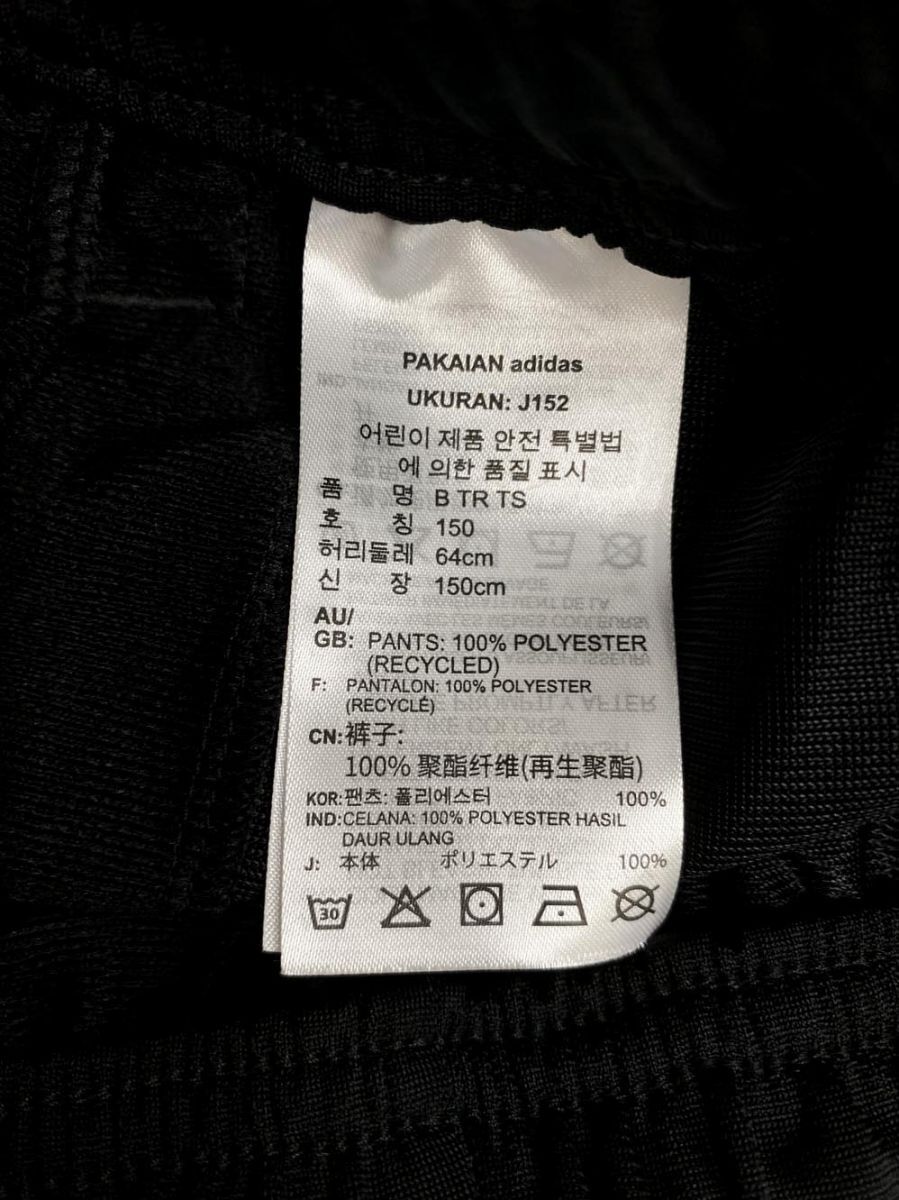 PAKAIAN adidas
UKURAN: J152
어린이 제품 안전 특별법
에 의한 품질 표시
품 명 B TR TS
호 칭 150
허리둘레 64cm
신 장 150cm
AU/
GB: PANTS: 100% POLYESTER
(RECYCLED)
F: PANTALON: 100% POLYESTER
(RECYCLÉ)
CN:裤子:
100% 聚酯纤维(再生聚酯)
KOR:팬츠: 폴리에스터 100%
IND:CELANA: 100% POLYESTER HASIL
DAUR ULANG
J: 本体 ポリエステル 100%
30